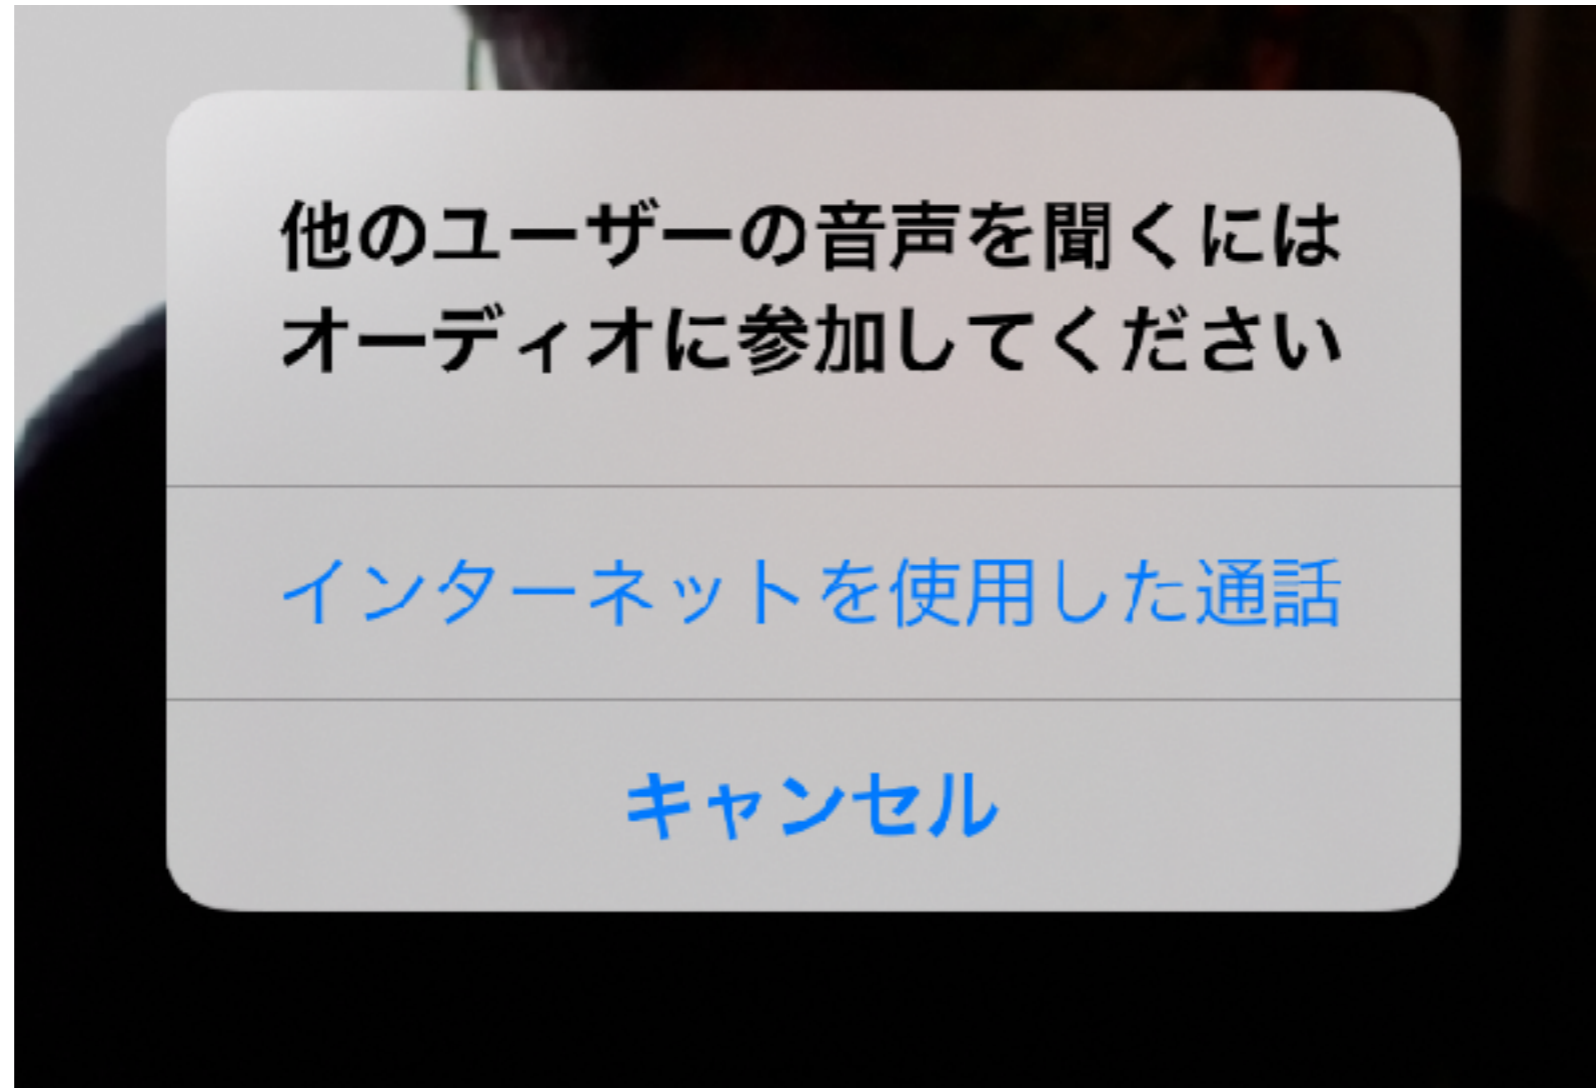 他のユーザーの音声を聞くには
オーディオに参加してください
インターネットを使用した通話
キャンセル